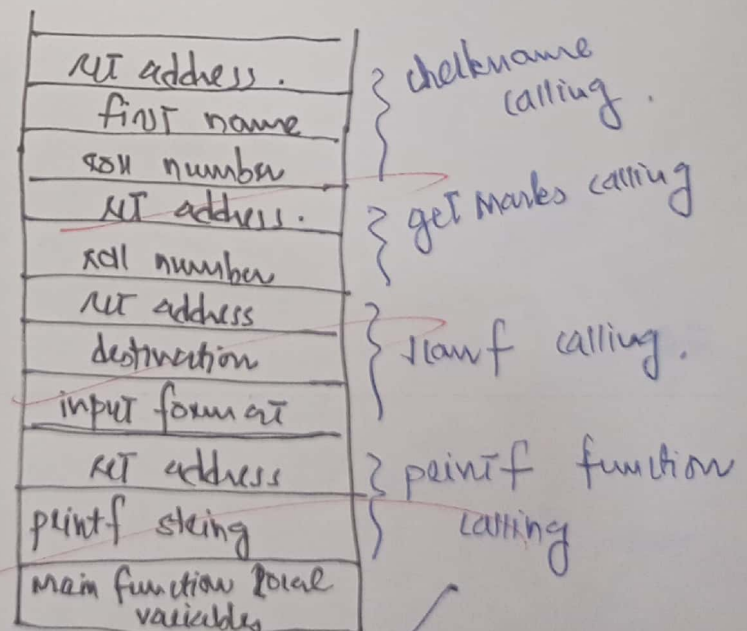 ret address.
first name
roll number
checkname
calling.
ret address.
roll number
get marks calling
ret address
destination
input format
scanf calling.
ret address
printf string
printf function
calling
main function local
variables